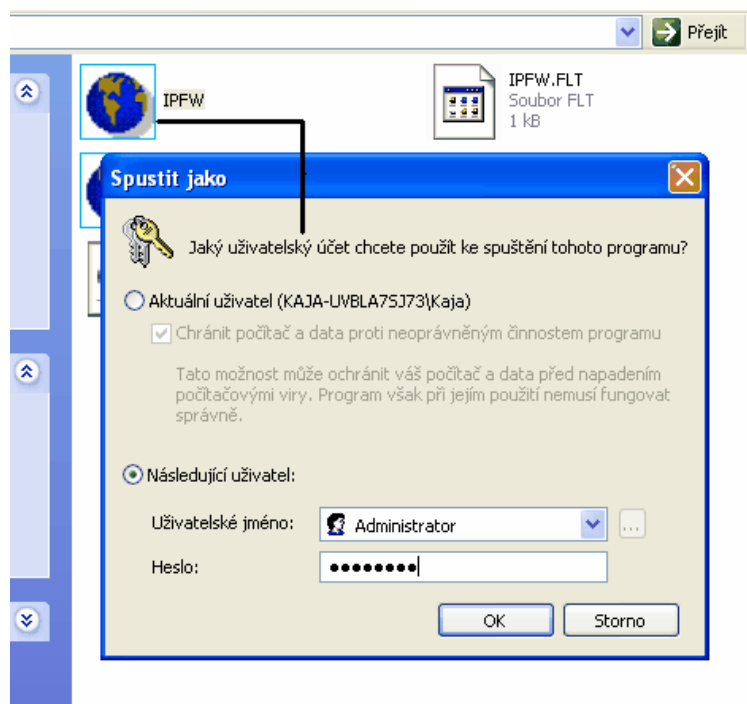 Přejít
IPFW
IPFW.FLT
Soubor FLT
1 kB
Spustit jako
Jaký uživatelský účet chcete použít ke spuštění tohoto programu?
Aktuální uživatel (KAJA-UVBLA7SJ73\Kaja)
Chránit počítač a data proti neoprávněným činnostem programu
Tato možnost může ochránit váš počítač a data před napadením
počítačovými viry. Program však při jejím použití nemusí fungovat
správně.
Následující uživatel:
Uživatelské jméno:
Administrator
...
Heslo:
OK
Storno